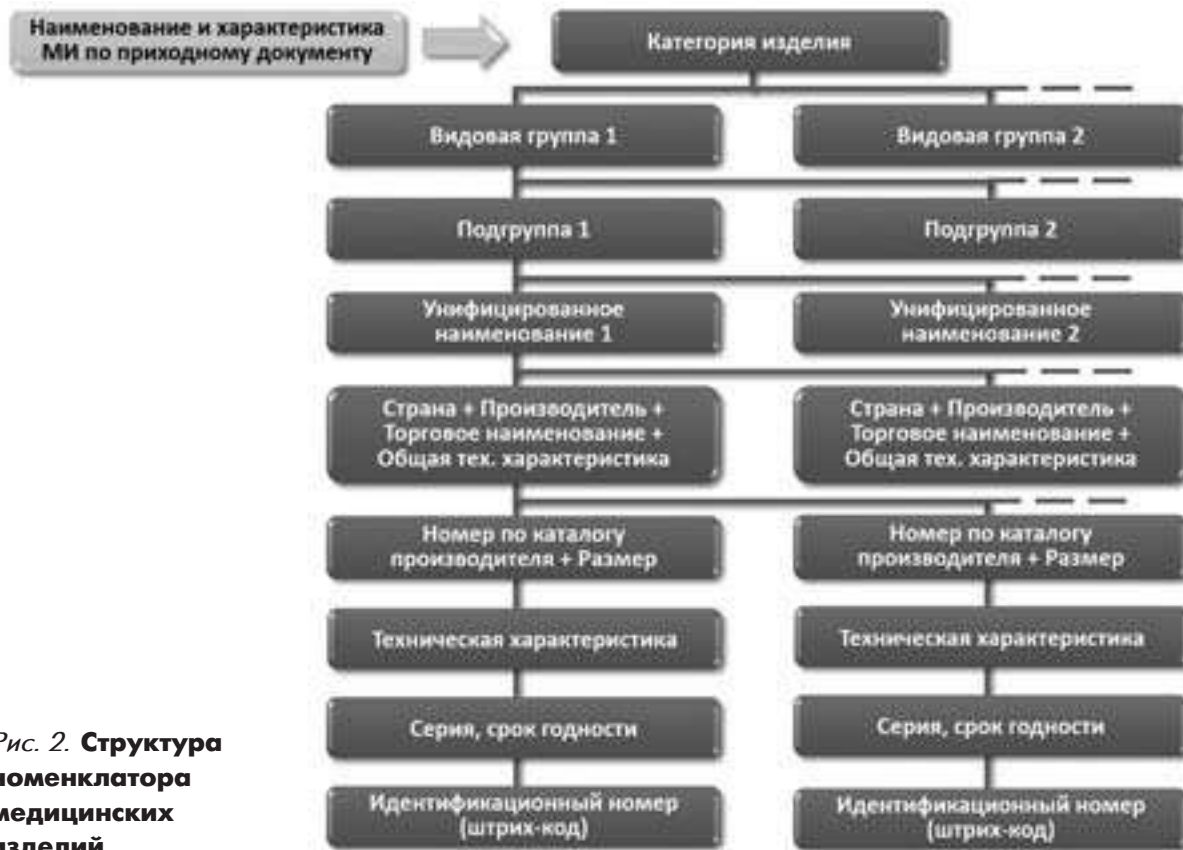 Наименование и характеристика
МИ по приходному документу
Категория изделия
Видовая группа 1
Видовая группа 2
Подгруппа 1
Подгруппа 2
Унифицированное
наименование 1
Унифицированное
наименование 2
Страна + Производитель +
Торговое наименование +
Общая тех. характеристика
Страна + Производитель +
Торговое наименование +
Общая тех. характеристика
Номер по каталогу
производителя + Размер
Номер по каталогу
производителя + Размер
Техническая характеристика
Техническая характеристика
Серия, срок годности
Серия, срок годности
Идентификационный номер
(штрих-код)
Идентификационный номер
(штрих-код)
Рис. 2. Структура
номенклатора
медицинских
изделий